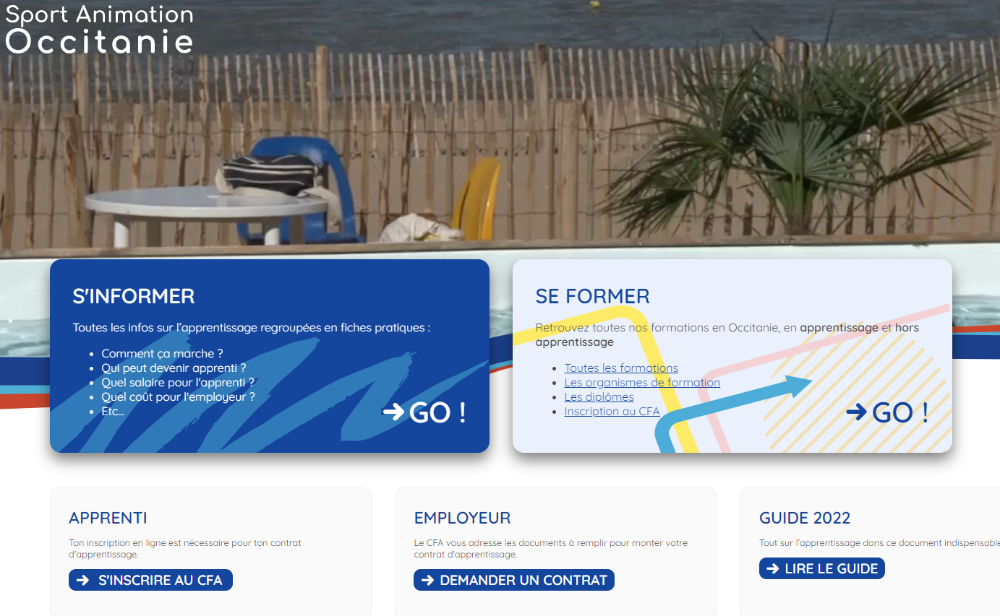 Sport Animation
Occitanie
S'INFORMER
Toutes les infos sur l'apprentissage regroupées en fiches pratiques :
Comment ça marche ?
Qui peut devenir apprenti ?
Quel salaire pour l'apprenti ?
Quel coût pour l'employeur ?
Etc...
GO !
SE FORMER
Retrouvez toutes nos formations en Occitanie, en apprentissage et hors
apprentissage
Toutes les formations
Les organismes de formation
Les diplômes
Inscription au CFA
GO !
APPRENTI
Ton inscription en ligne est nécessaire pour ton contrat
d'apprentissage.
S'INSCRIRE AU CFA
EMPLOYEUR
Le CFA vous adresse les documents à remplir pour monter votre
contrat d'apprentissage.
DEMANDER UN CONTRAT
GUIDE 2022
Tout sur l'apprentissage dans ce document indispensable
LIRE LE GUIDE